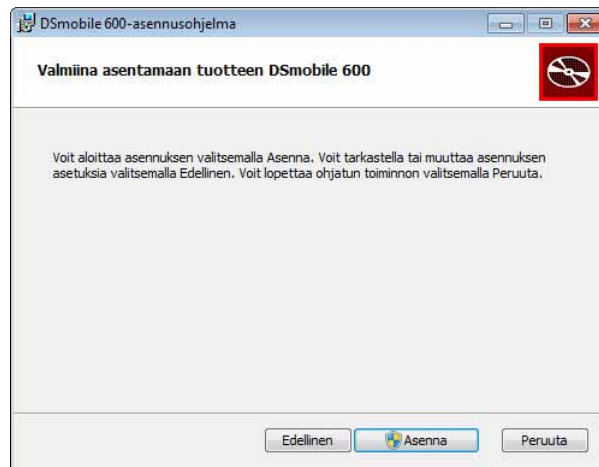 DSmobile 600-asennusohjelma
Valmiina asentamaan tuotteen DSmobile 600
Voit aloittaa asennuksen valitsemalla Asenna. Voit tarkastella tai muuttaa asennuksen
asetuksia valitsemalla Edellinen. Voit lopettaa ohjatun toiminnon valitsemalla Peruuta.
Edellinen
Asenna
Peruuta